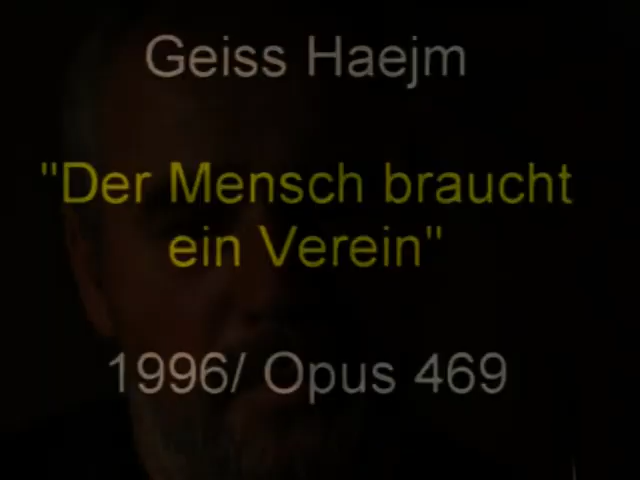 Geiss Haejm
"Der Mensch braucht
ein Verein"
1996/ Opus 469